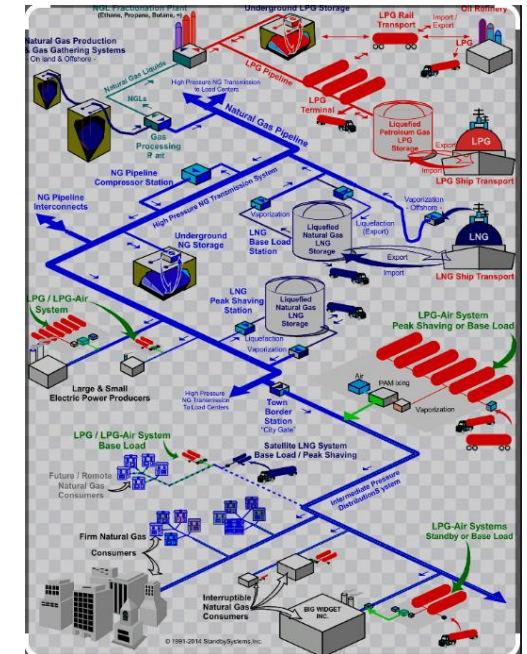 NGL Fractionation Plant
(Ethane, Propane, Butane, +)
Underground LPG Storage
LPG Rail
Transport
Import /
Export
Oil Refinery
LPG
Natural Gas Production
& Gas Gathering Systems
- On land & Offshore -
Natural Gas Liquids
NGLs
High Pressure NG Transmission
to Load Centers
LPG Pipeline
LPG
Terminal
Liquefied
Petroleum Gas
LPG
Storage
Export
Import
LPG
LPG Ship Transport
Gas
Processing
Natural Gas Pipeline
NG Pipeline
Compressor Station
High Pressure NG Transmission System
NG Pipeline
Interconnects
Underground
NG Storage
Vaporization
LNG
Base Load
Station
Liquefied
Natural Gas
LNG
Storage
Liquefaction
(Export)
Vaporization
- Offshore -
LNG
Export
Import
LNG Ship Transport
LNG
Peak Shaving
Station
Liquefied
Natural Gas
LNG
Storage
Liquefaction
Vaporization
LPG / LPG-Air
System
Large & Small
Electric Power Producers
LPG-Air System
Peak Shaving or Base Load
Air
PAM ixing
Vaporization
High Pressure
NG Transmission
To Load Centers
Town
Border
Station
"City Gate"
LPG / LPG-Air System
Base Load
Satellite LNG System
Base Load / Peak Shaving
Future / Remote
Natural Gas
Consumers
Intermediate Pressure
DistributionS ystem
Firm Natural Gas
Consumers
LPG-Air Systems
Standby or Base Load
Interruptible
Natural Gas
Consumers
BIG WIDGET
INC.
© 1991-2014 StandbySystems.Inc.